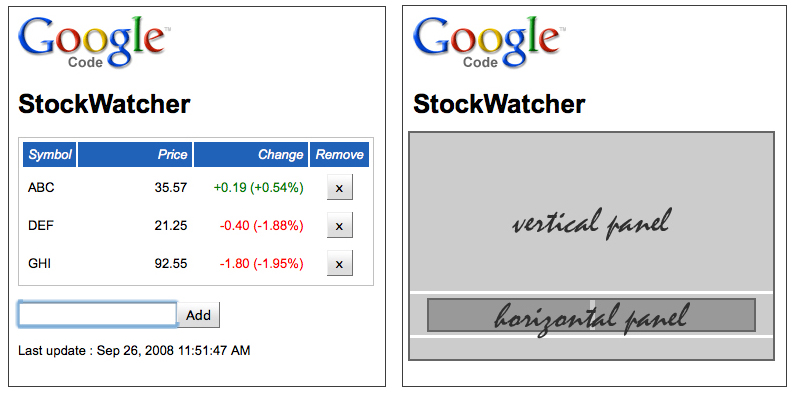 Google™
Code
StockWatcher
Symbol Price Change Remove
ABC 35.57 +0.19 (+0.54%) x
DEF 21.25 -0.40 (-1.88%) x
GHI 92.55 -1.80 (-1.95%) x
Add
Last update : Sep 26, 2008 11:51:47 AM
Google™
Code
StockWatcher
vertical panel
horizontal panel